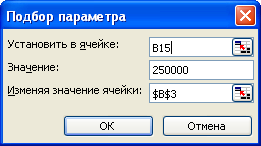 Подбор параметра
Установить в ячейке: B15
Значение: 250000
Изменяя значение ячейки: $B$3
ОК Отмена